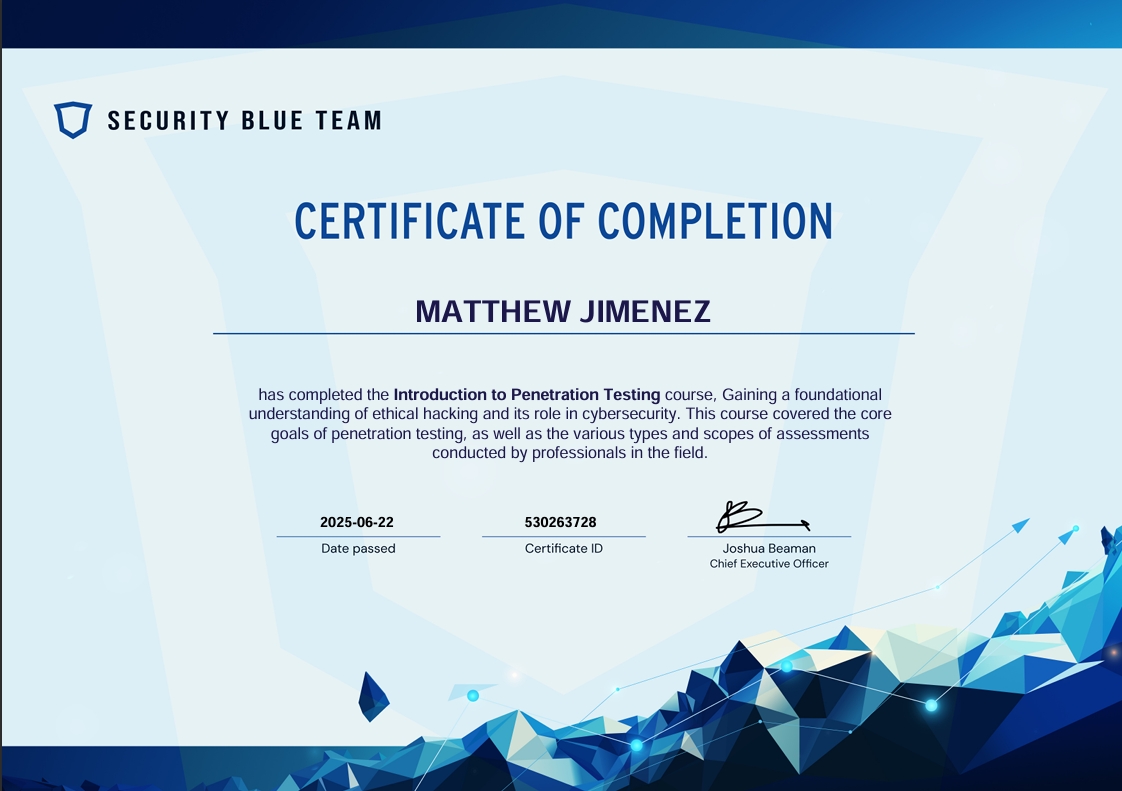 SECURITY BLUE TEAM
CERTIFICATE OF COMPLETION
MATTHEW JIMENEZ
has completed the Introduction to Penetration Testing course, Gaining a foundational
understanding of ethical hacking and its role in cybersecurity. This course covered the core
goals of penetration testing, as well as the various types and scopes of assessments
conducted by professionals in the field.
2025-06-22
Date passed
530263728
Certificate ID
Joshua Beaman
Chief Executive Officer